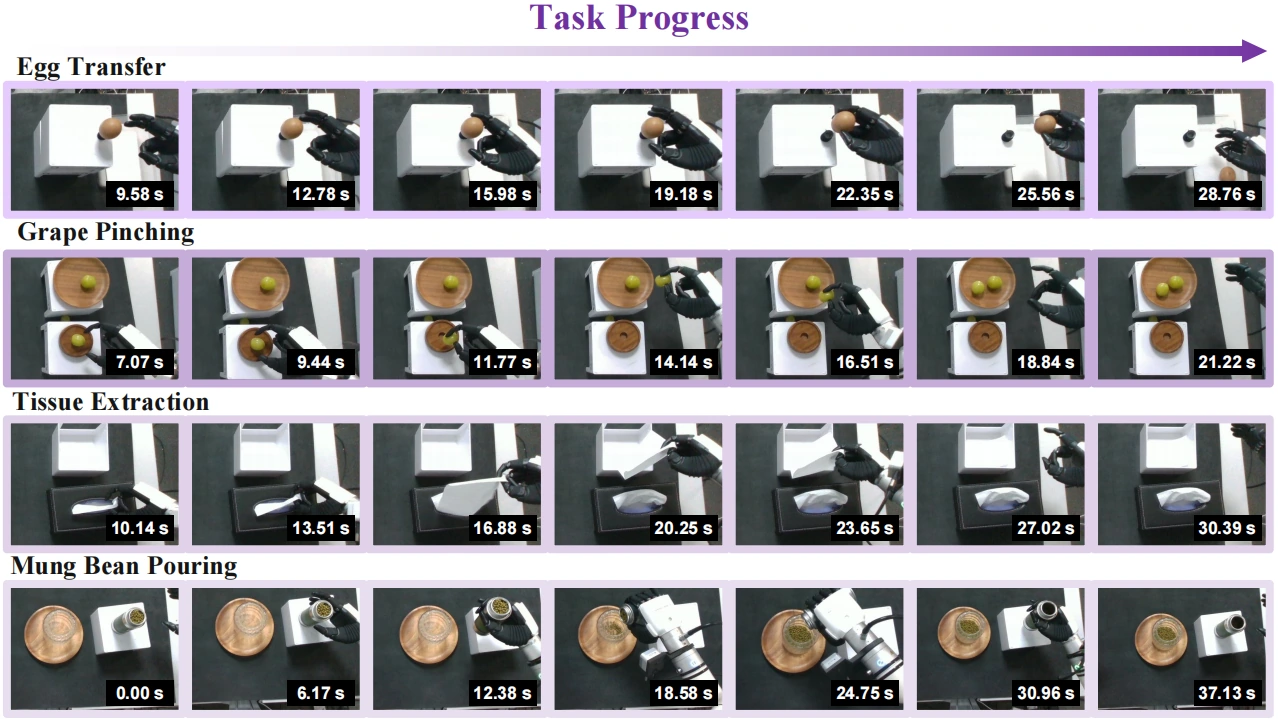 Task Progress
Egg Transfer
9.58 s 12.78 s 15.98 s 19.18 s 22.35 s 25.56 s 28.76 s
Grape Pinching
7.07 s 9.44 s 11.77 s 14.14 s 16.51 s 18.84 s 21.22 s
Tissue Extraction
10.14 s 13.51 s 16.88 s 20.25 s 23.65 s 27.02 s 30.39 s
Mung Bean Pouring
0.00 s 6.17 s 12.38 s 18.58 s 24.75 s 30.96 s 37.13 s